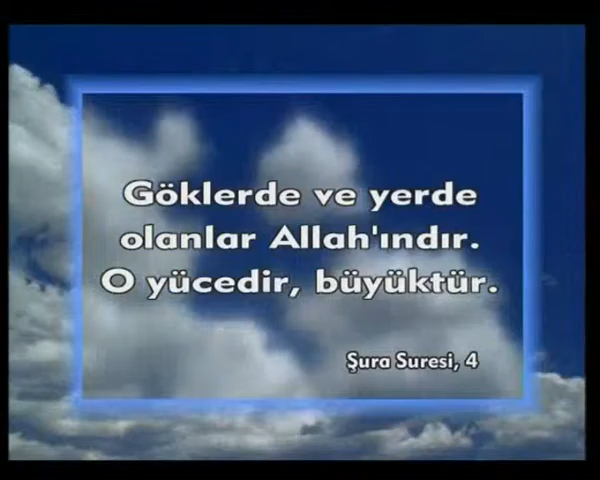 Göklerde ve yerde
olanlar Allah'ındır.
O yücedir, büyüktür.
Şura Suresi, 4